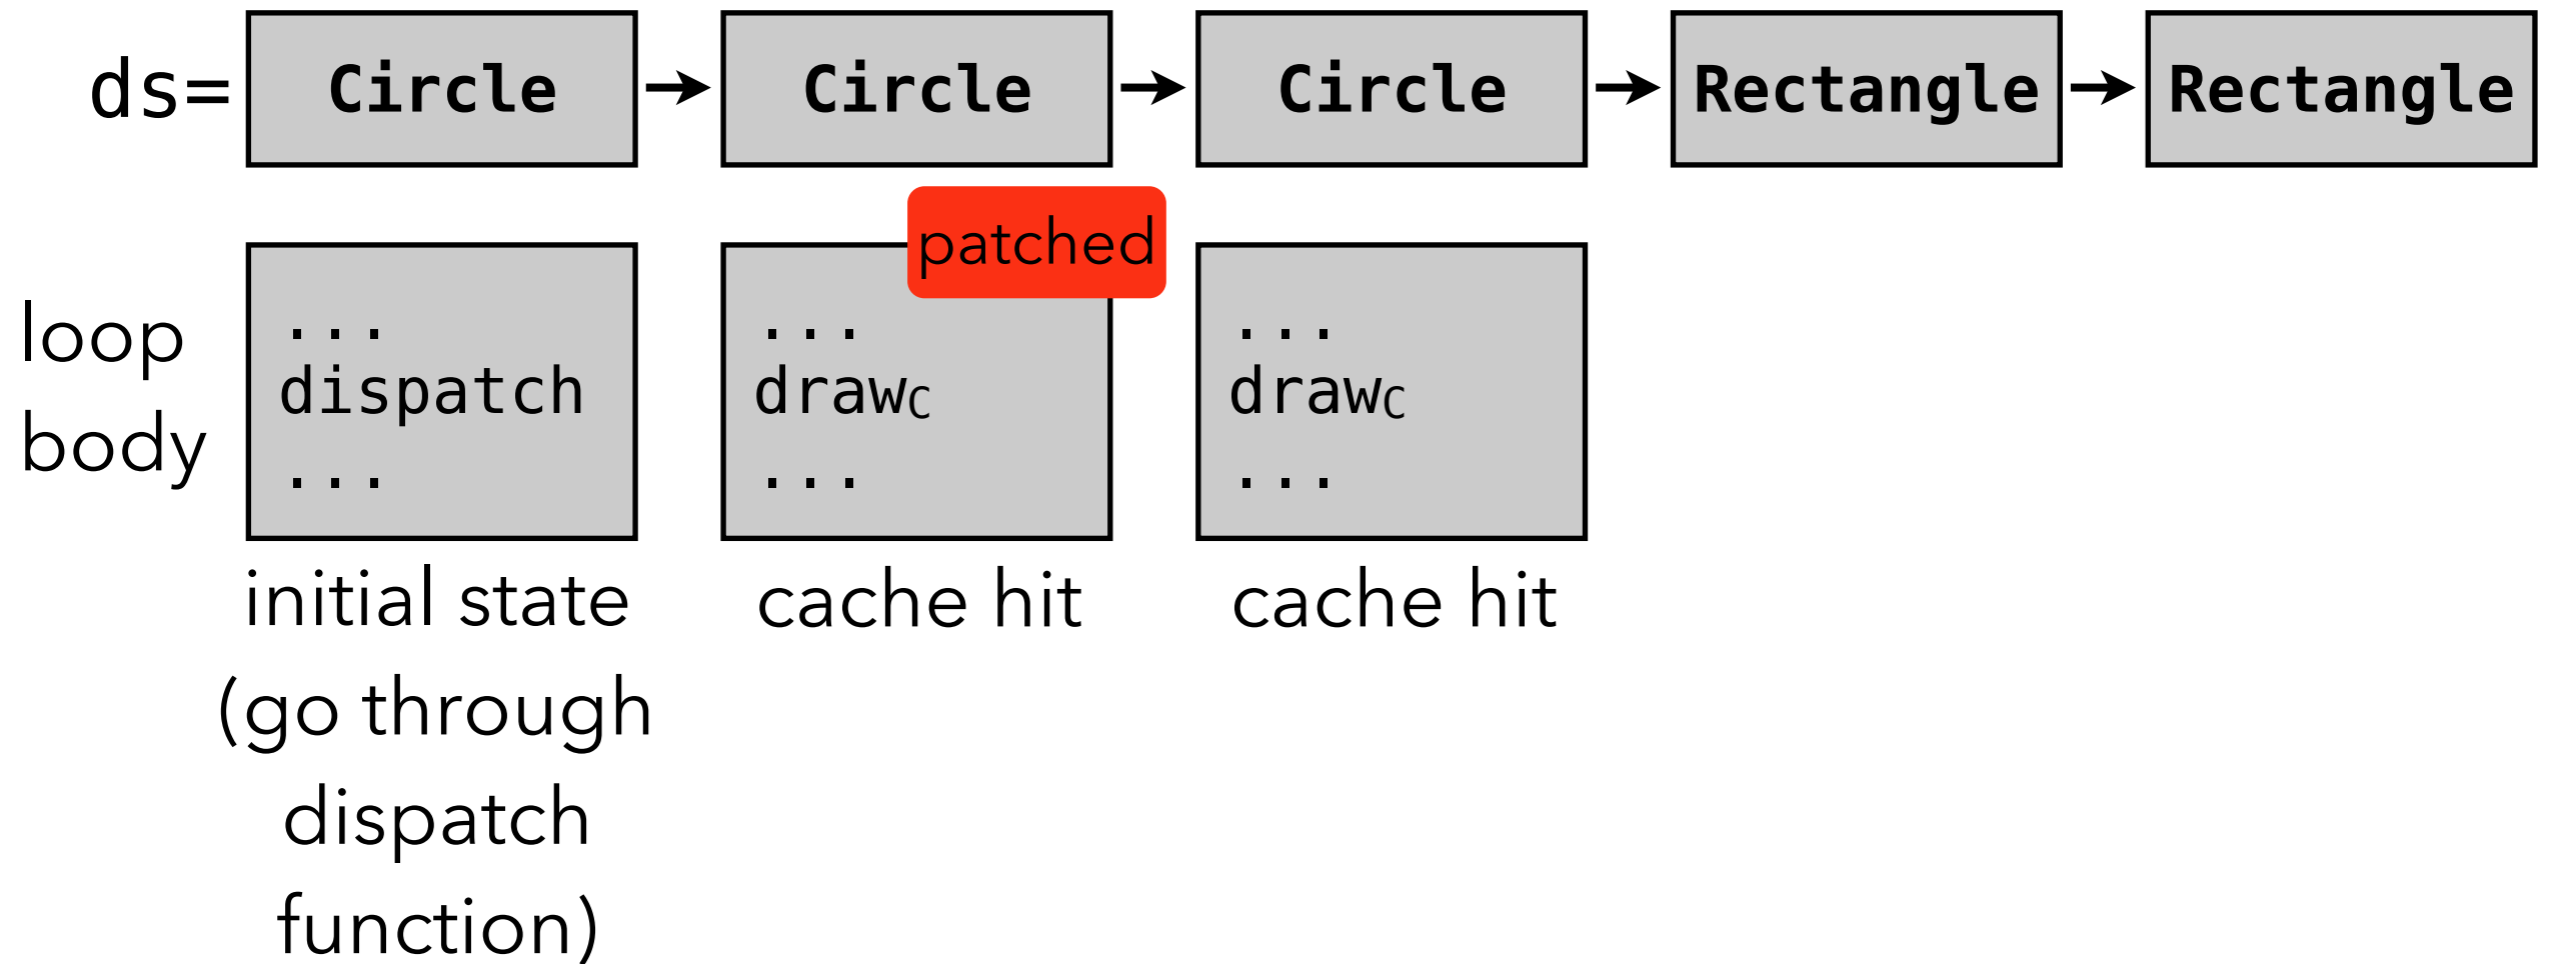 ds= Circle → Circle → Circle → Rectangle → Rectangle
patched
loop
body
...
dispatch
...
...
drawC
...
...
drawC
...
initial state
(go through
dispatch
function)
cache hit
cache hit